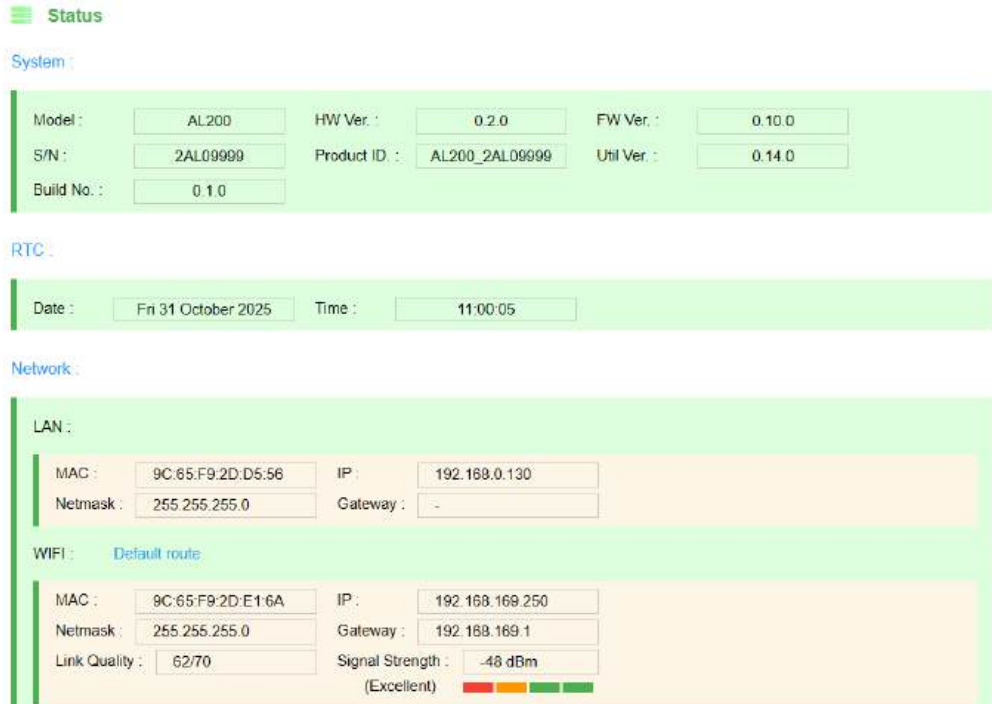 Status
System :
Model : AL200 HW Ver. : 0.2.0 FW Ver. : 0.10.0
S/N : 2AL09999 Product ID. : AL200_2AL09999 Util Ver. : 0.14.0
Build No. : 0.1.0
RTC :
Date : Fri 31 October 2025 Time : 11:00:05
Network :
LAN :
MAC : 9C:65:F9:2D:D5:56 IP : 192.168.0.130
Netmask : 255.255.255.0 Gateway : -
WIFI : Default route
MAC : 9C:65:F9:2D:E1:6A IP : 192.168.169.250
Netmask : 255.255.255.0 Gateway : 192.168.169.1
Link Quality : 62/70 Signal Strength : -48 dBm
(Excellent)